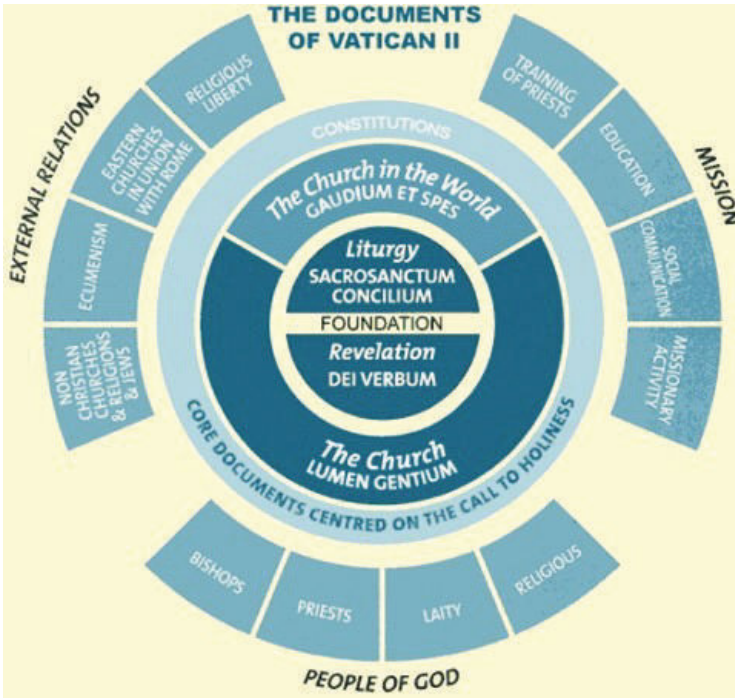 THE DOCUMENTS
OF VATICAN II
EXTERNAL RELATIONS
RELIGIOUS
LIBERTY
EASTERN
CHURCHES
IN UNION
WITH ROME
ECUMENISM
NON
CHRISTIAN
CHURCHES
RELIGIONS
& JEWS
&
MISSION
TRAINING
OF PRIESTS
EDUCATION
SOCIAL
COMMUNICATION
MISSIONARY
ACTIVITY
CONSTITUTIONS
The Church in the World
GAUDIUM ET SPES
Liturgy
SACROSANCTUM
CONCILIUM
FOUNDATION
Revelation
DEI VERBUM
The Church
LUMEN GENTIUM
CORE DOCUMENTS CENTRED ON THE CALL TO HOLINESS
BISHOPS
PRIESTS
LAITY
RELIGIOUS
PEOPLE OF GOD